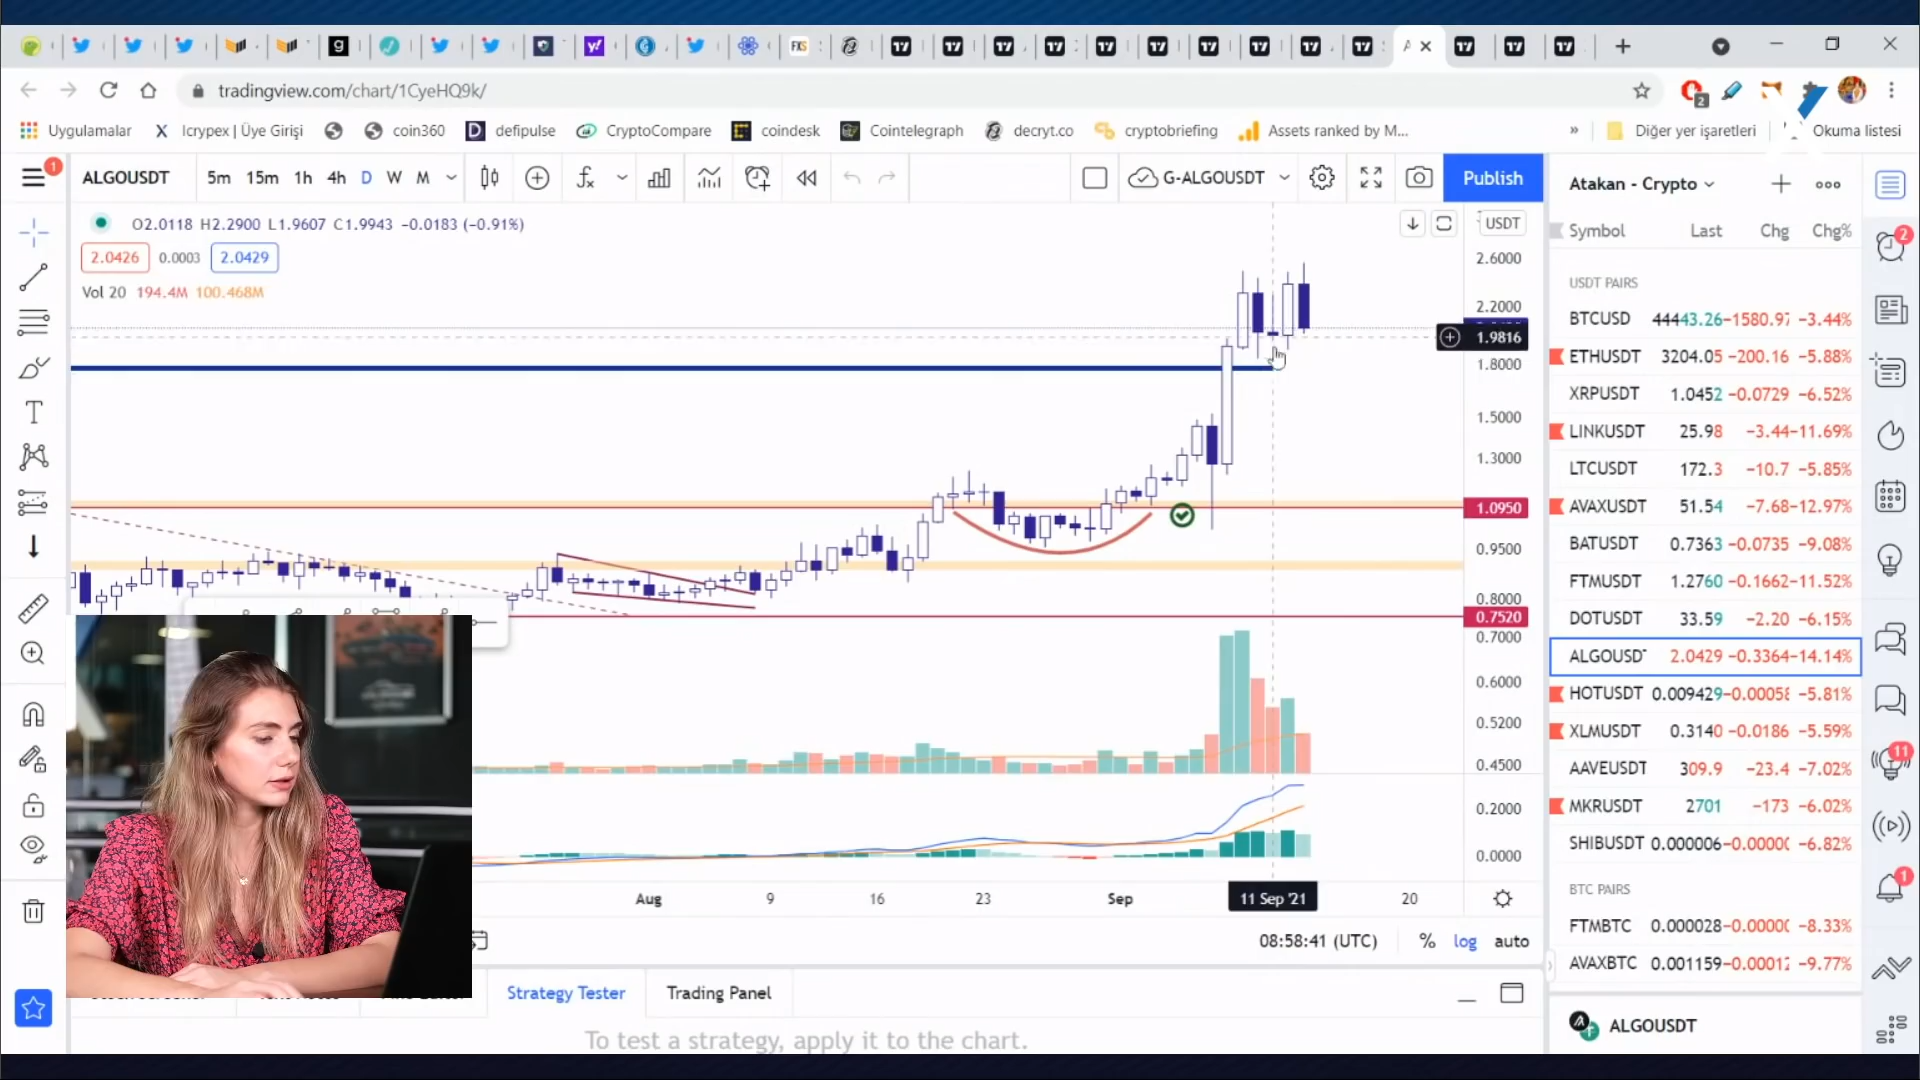 tradingview.com/chart/1CyeHQ9k/
Uygulamalar
Icrypex | Üye Girişi
coin360
defipulse
CryptoCompare
coindesk
Cointelegraph
decryt.co
cryptobriefing
Assets ranked by M...
»
Diğer yer işaretleri
Okuma listesi
ALGOUSDT 5m 15m 1h 4h D W M
G-ALGOUSDT
Publish
O2.0118 H2.2900 L1.9607 C1.9943 −0.0183 (−0.91%)
2.0426 0.0003 2.0429
Vol 20 194.4M 100.468M
USDT
2.6000
2.2000
1.9816
1.8000
1.5000
1.3000
1.0950
0.9500
0.8000
0.7520
0.7000
0.6000
0.5200
0.4500
0.2000
0.0000
Aug 9 16 23 Sep 11 Sep '21 20
08:58:41 (UTC) % log auto
Strategy Tester
Trading Panel
To test a strategy, apply it to the chart.
Atakan - Crypto
Symbol Last Chg Chg%
USDT PAIRS
BTCUSD 44443.26 −1580.97 −3.44%
ETHUSDT 3204.05 −200.16 −5.88%
XRPUSDT 1.0452 −0.0729 −6.52%
LINKUSDT 25.98 −3.44 −11.69%
LTCUSDT 172.3 −10.7 −5.85%
AVAXUSDT 51.54 −7.68 −12.97%
BATUSDT 0.7363 −0.0735 −9.08%
FTMUSDT 1.2760 −0.1662 −11.52%
DOTUSDT 33.59 −2.20 −6.15%
ALGOUSD 2.0429 −0.3364 −14.14%
HOTUSDT 0.009429 −0.00058 −5.81%
XLMUSDT 0.3140 −0.0186 −5.59%
AAVEUSDT 309.9 −23.4 −7.02%
MKRUSDT 2701 −173 −6.02%
SHIBUSDT 0.000006 −0.0000 −6.82%
BTC PAIRS
FTMBTC 0.000028 −0.0000 −8.33%
AVAXBTC 0.001159 −0.00012 −9.77%
ALGOUSDT